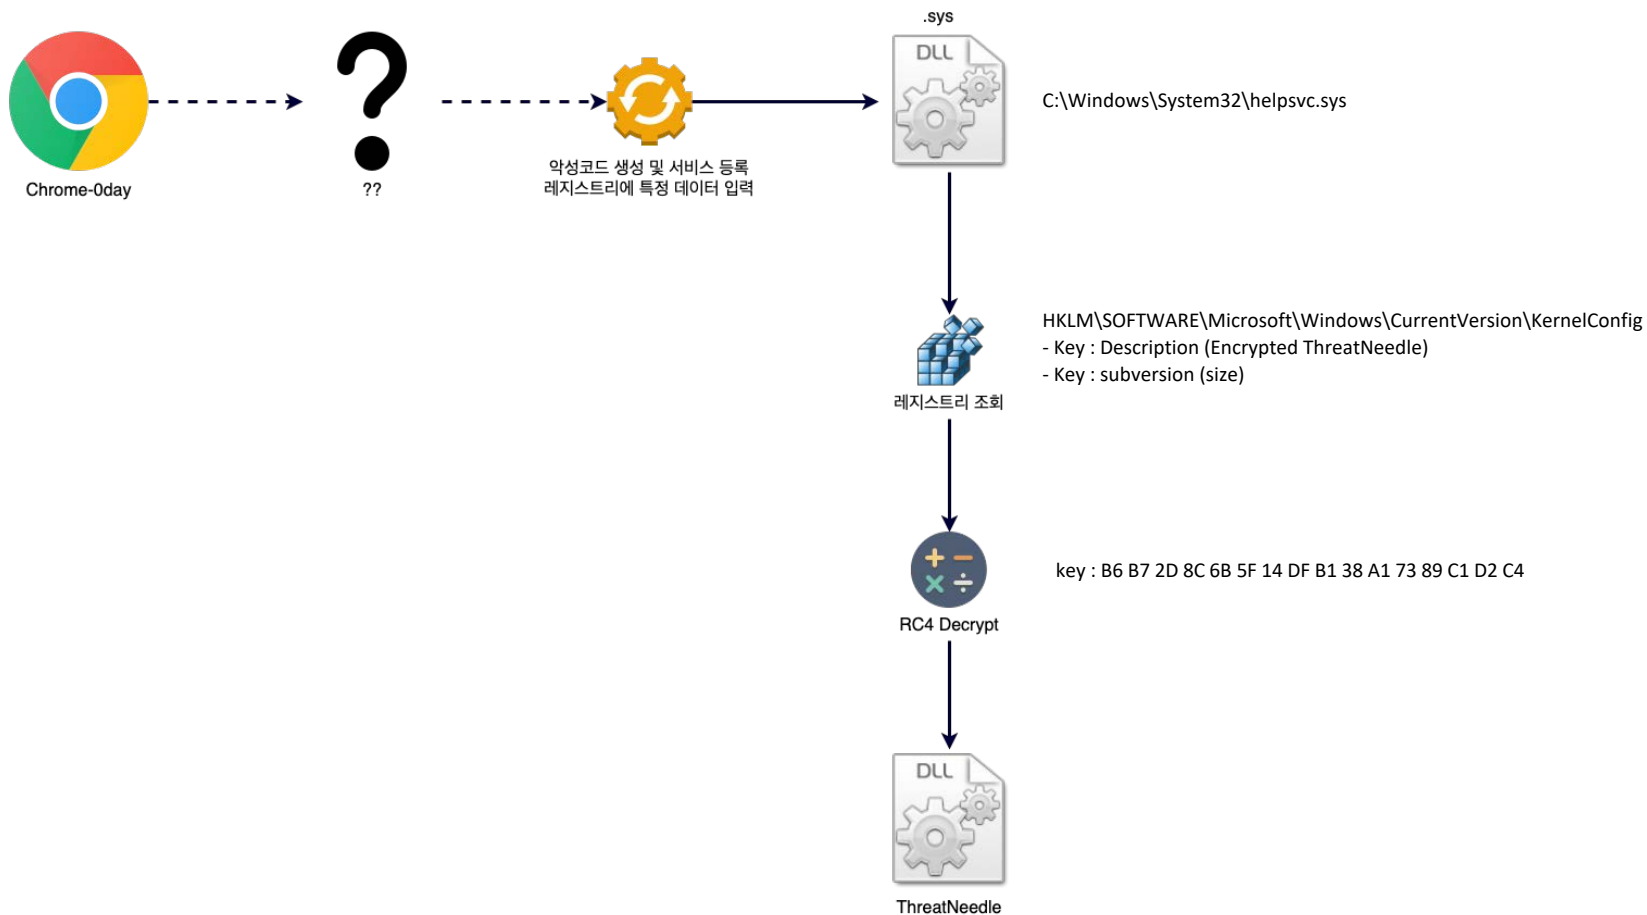 .sys
DLL
C:\Windows\System32\helpsvc.sys
악성코드 생성 및 서비스 등록
레지스트리에 특정 데이터 입력
Chrome-0day
??
HKLM\SOFTWARE\Microsoft\Windows\CurrentVersion\KernelConfig
- Key : Description (Encrypted ThreatNeedle)
- Key : subversion (size)
레지스트리 조회
key : B6 B7 2D 8C 6B 5F 14 DF B1 38 A1 73 89 C1 D2 C4
RC4 Decrypt
DLL
ThreatNeedle